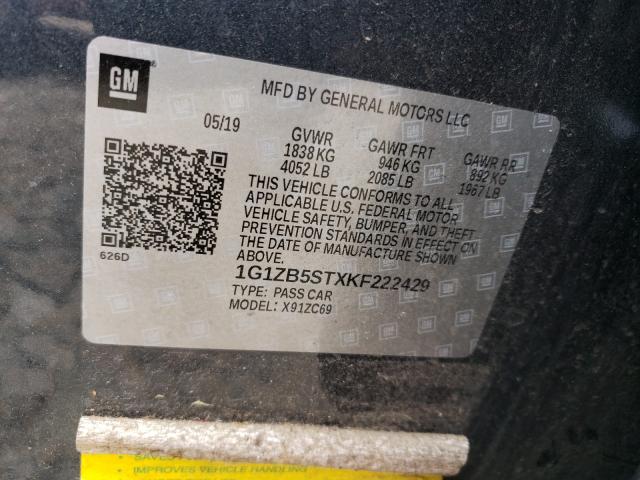 GM
MFD BY GENERAL MOTORS LLC
05/19
GVWR
1838 KG
4052 LB
GAWR FRT
946 KG
2085 LB
GAWR RR
892 KG
1967 LB
THIS VEHICLE CONFORMS TO ALL
APPLICABLE U.S. FEDERAL MOTOR
VEHICLE SAFETY, BUMPER, AND THEFT
PREVENTION STANDARDS IN EFFECT ON
THE DATE OF MANUFACTURE SHOWN
ABOVE.
626D
1G1ZB5STXKF222429
TYPE: PASS CAR
MODEL: X91ZC69
• IMPROVES VEHICLE HANDLING